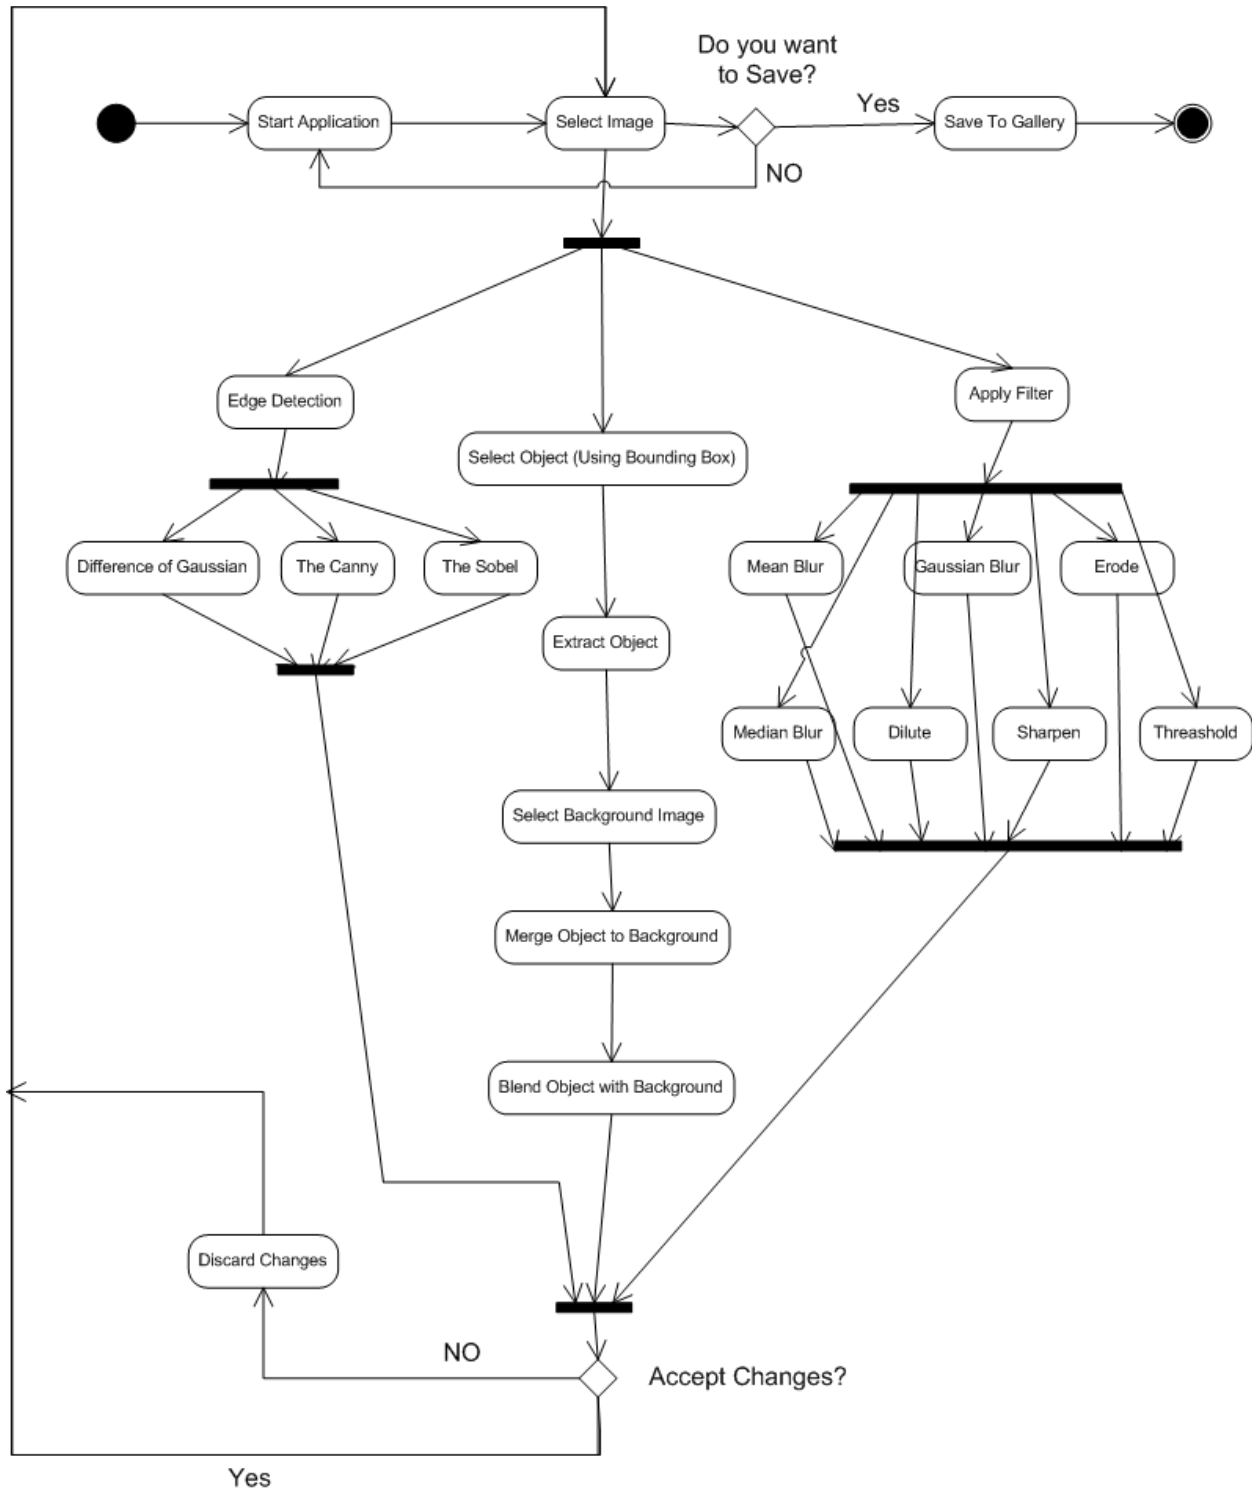 Do you want
to Save?
Start Application
Select Image
Yes
Save To Gallery
NO
Edge Detection
Apply Filter
Select Object (Using Bounding Box)
Difference of Gaussian
The Canny
The Sobel
Mean Blur
Gaussian Blur
Erode
Extract Object
Median Blur
Dilute
Sharpen
Threashold
Select Background Image
Merge Object to Background
Blend Object with Background
Discard Changes
NO
Accept Changes?
Yes